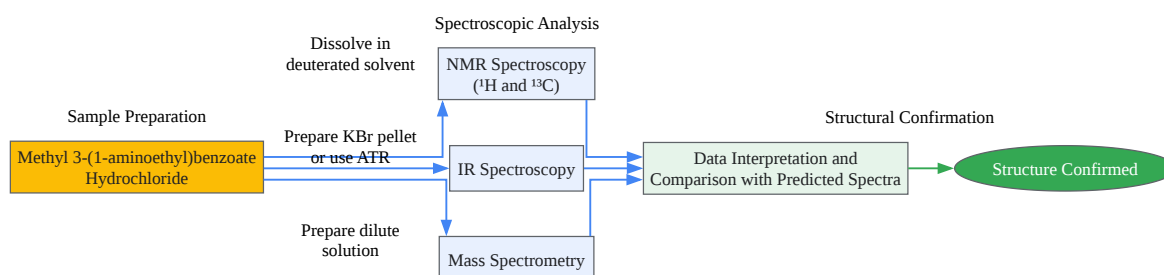 Spectroscopic Analysis
Dissolve in
deuterated solvent
NMR Spectroscopy
(¹H and ¹³C)
Sample Preparation
Methyl 3-(1-aminoethyl)benzoate
Hydrochloride
Prepare KBr pellet
or use ATR
IR Spectroscopy
Structural Confirmation
Data Interpretation and
Comparison with Predicted Spectra
Structure Confirmed
Prepare dilute
solution
Mass Spectrometry